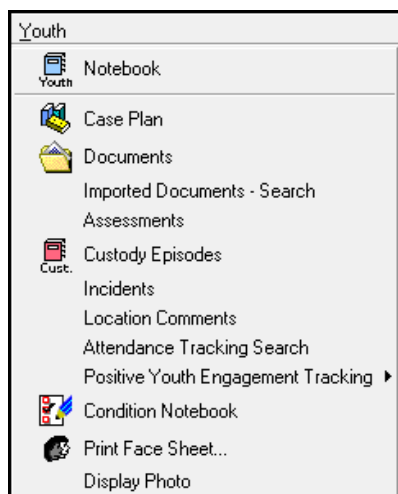 Youth
Youth Notebook
Case Plan
Documents
Imported Documents - Search
Assessments
Cust. Custody Episodes
Incidents
Location Comments
Attendance Tracking Search
Positive Youth Engagement Tracking
Condition Notebook
Print Face Sheet...
Display Photo